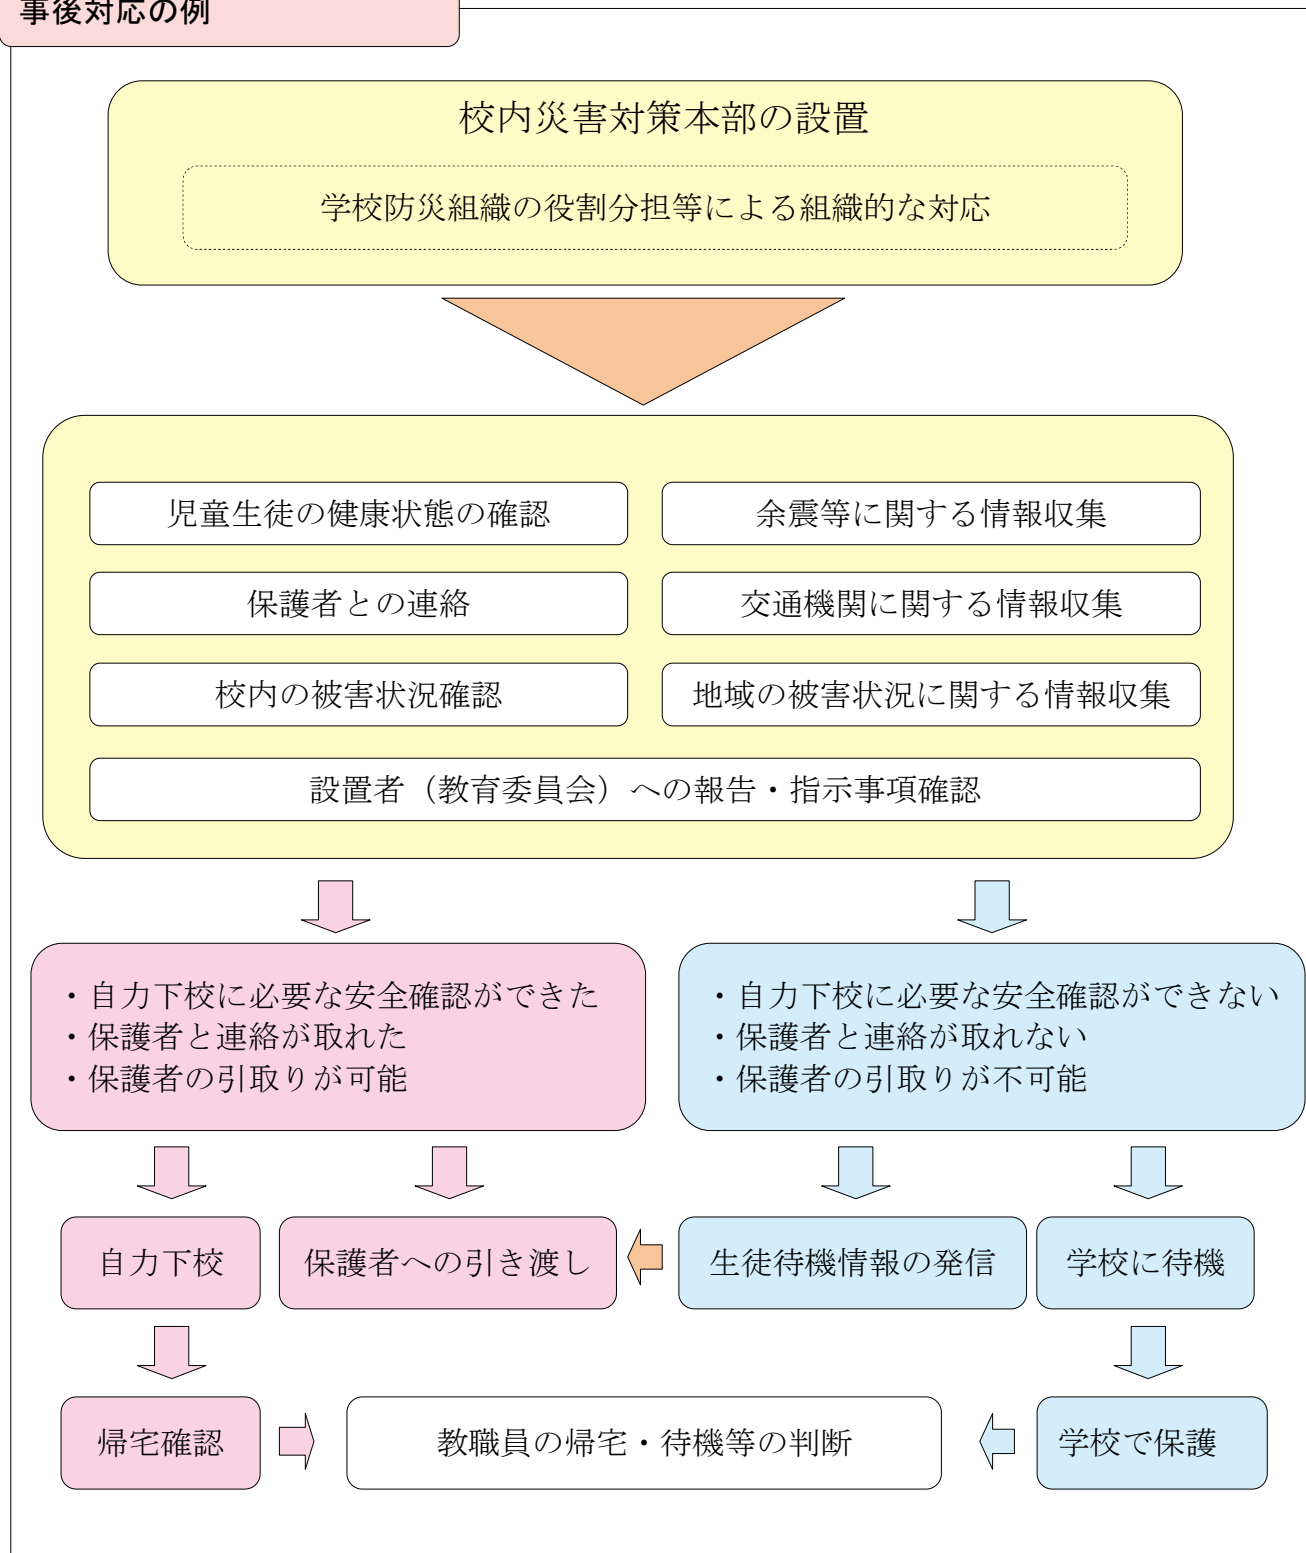 事後対応の例
校内災害対策本部の設置
学校防災組織の役割分担等による組織的な対応
児童生徒の健康状態の確認
余震等に関する情報収集
保護者との連絡
交通機関に関する情報収集
校内の被害状況確認
地域の被害状況に関する情報収集
設置者（教育委員会）への報告・指示事項確認
・自力下校に必要な安全確認ができた
・保護者と連絡が取れた
・保護者の引取りが可能
・自力下校に必要な安全確認ができない
・保護者と連絡が取れない
・保護者の引取りが不可能
自力下校
保護者への引き渡し
生徒待機情報の発信
学校に待機
帰宅確認
教職員の帰宅・待機等の判断
学校で保護